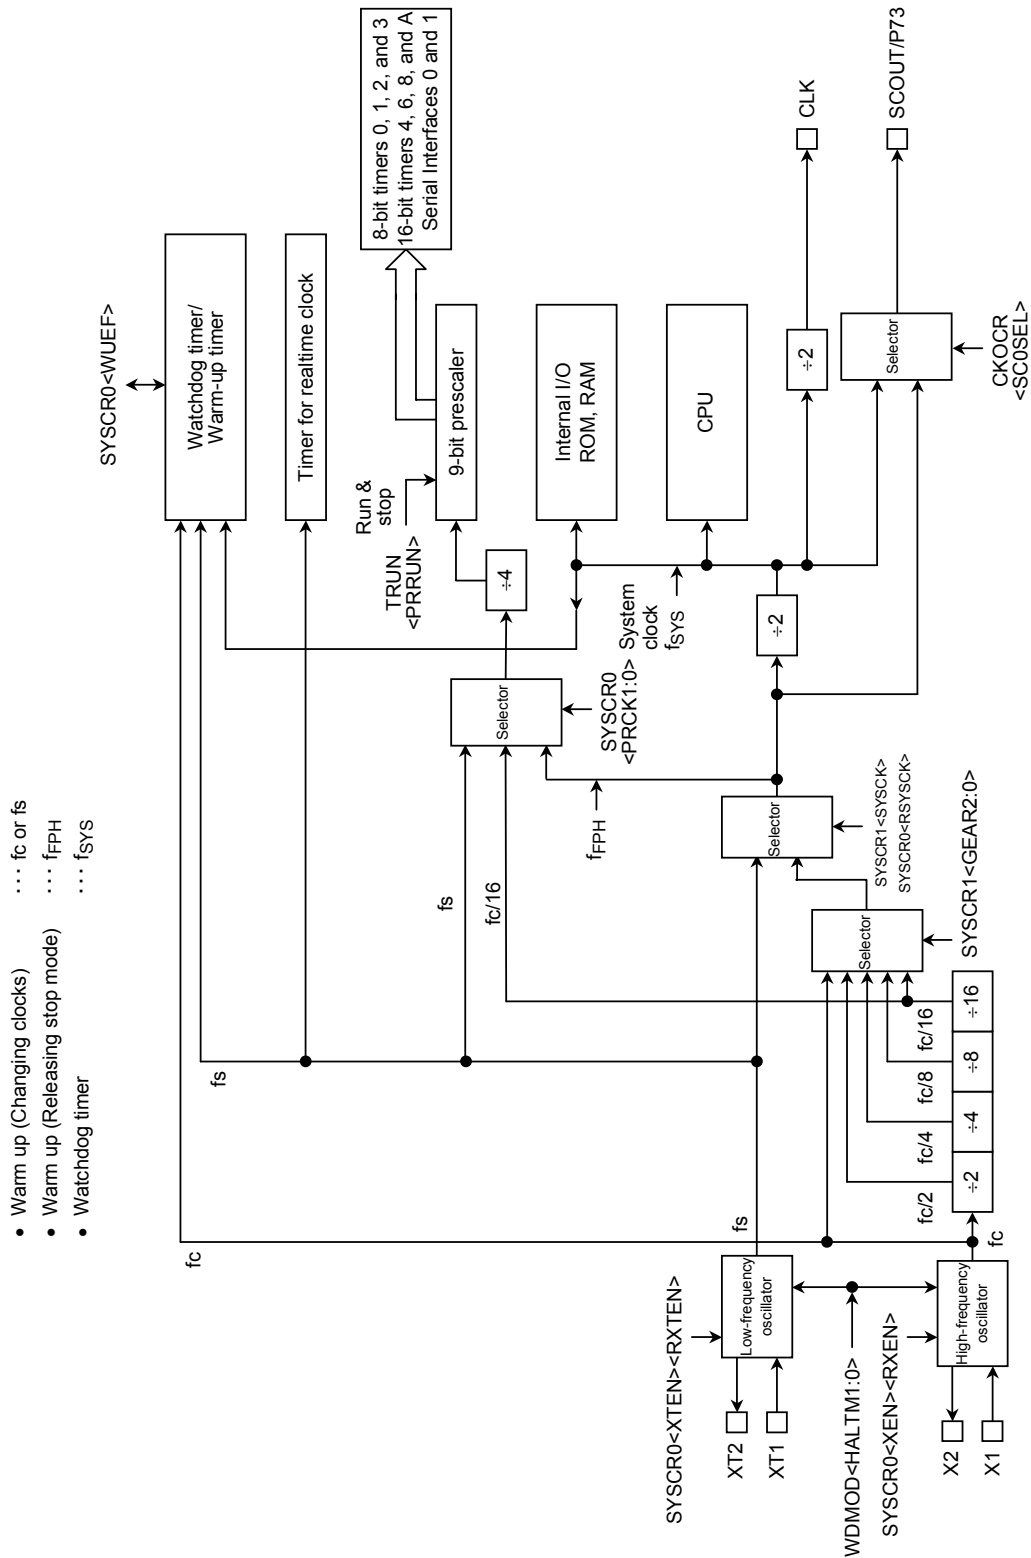 • Warm up (Changing clocks) ··· fc or fs
• Warm up (Releasing stop mode) ··· fFPH
• Watchdog timer ··· fSYS
SYSCR0<WUEF>
Watchdog timer/
Warm-up timer
Timer for realtime clock
fc
fs
8-bit timers 0, 1, 2, and 3
16-bit timers 4, 6, 8, and A
Serial Interfaces 0 and 1
Run &
stop
TRUN
<PRRUN>
9-bit prescaler
÷4
fs
fc/16
Selector
SYSCR0
<PRCK1:0>
Internal I/O
ROM, RAM
System
clock
fSYS
CPU
fFPH
SYSCR0<XTEN><RXTEN>
XT2
XT1
Low-frequency
oscillator
fs
Selector
SYSCR1<SYSCK>
SYSCR0<RSYSCK>
÷2
÷2
CLK
WDMOD<HALTM1:0>
SYSCR0<XEN><RXEN>
X2
X1
High-frequency
oscillator
fc
fc/2
fc/4
fc/8
fc/16
÷2
÷4
÷8
÷16
Selector
SYSCR1<GEAR2:0>
Selector
SCOUT/P73
CKOCR
<SC0SEL>